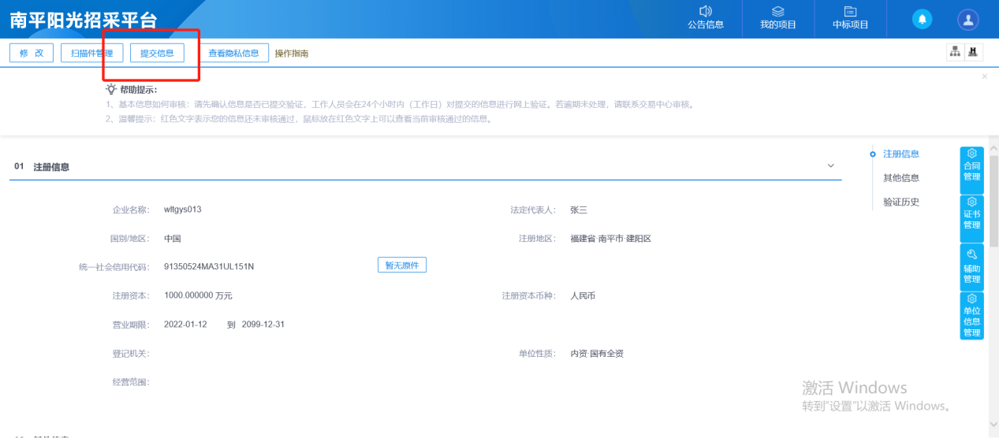 南平阳光招采平台
公告信息 我的项目 中标项目
修 改 扫描件管理 提交信息 查看隐私信息 操作指南
帮助提示：
1、基本信息如何审核：请先确认信息是否已提交验证，工作人员会在24个小时内（工作日）对提交的信息进行网上验证。若逾期未处理，请联系交易中心审核。
2、温馨提示：红色文字表示您的信息还未审核通过，鼠标放在红色文字上可以查看当前审核通过的信息。
01 注册信息
注册信息
其他信息
验证历史
合同
管理
证书
管理
辅助
管理
单位
信息
管理
企业名称： wltgys013 法定代表人： 张三
国别/地区： 中国 注册地区： 福建省·南平市·建阳区
统一社会信用代码： 91350524MA31UL151N 暂无原件
注册资本： 1000.000000 万元 注册资本币种： 人民币
营业期限： 2022-01-12 到 2099-12-31
登记机关： 单位性质： 内资·国有全资
经营范围：
激活 Windows
转到"设置"以激活 Windows。